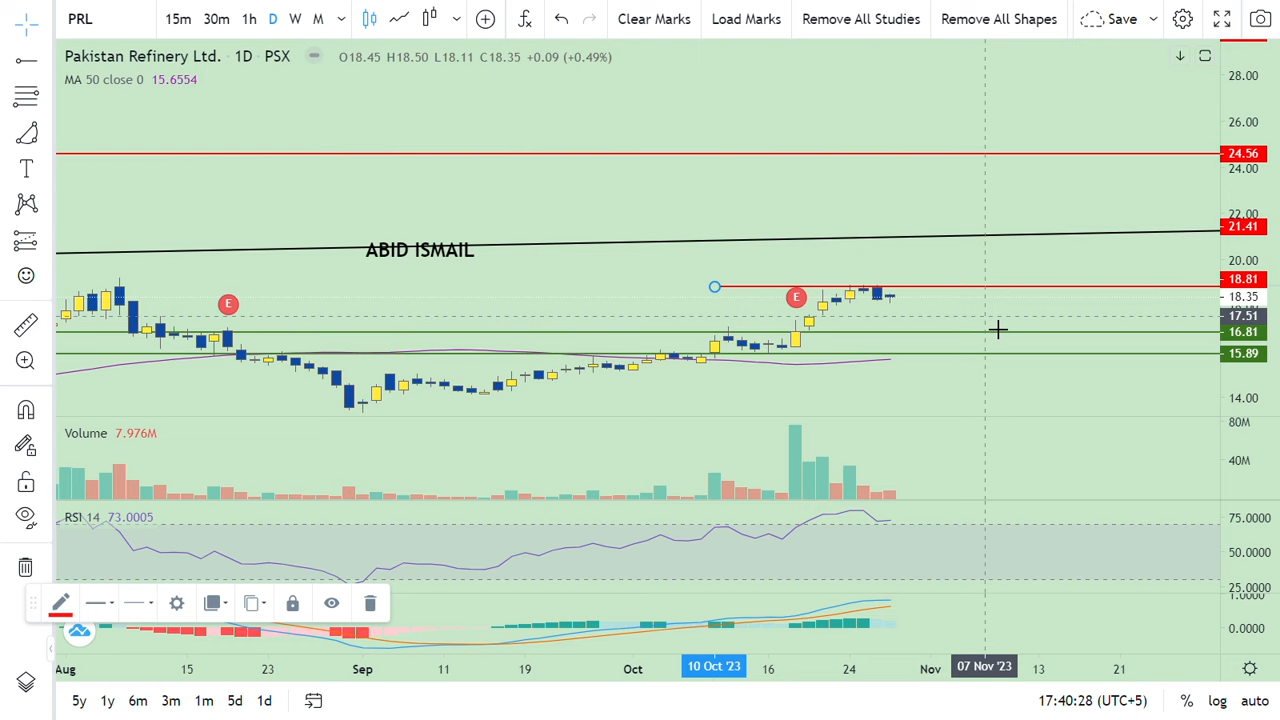 PRL 15m 30m 1h D W M Clear Marks Load Marks Remove All Studies Remove All Shapes Save
Pakistan Refinery Ltd. · 1D · PSX O18.45 H18.50 L18.11 C18.35 +0.09 (+0.49%)
MA 50 close 0 15.6554
28.00
26.00
24.56
24.00
22.00
21.41
ABID ISMAIL
20.00
18.81
E
E
18.35
17.51
16.81
15.89
14.00
Volume 7.976M
80M
40M
RSI 14 73.0005
75.0000
50.0000
25.0000
0.0000
Aug 15 23 Sep 11 19 Oct 10 Oct '23 16 24 Nov 07 Nov '23 13 21
5y 1y 6m 3m 1m 5d 1d 17:40:28 (UTC+5) % log auto